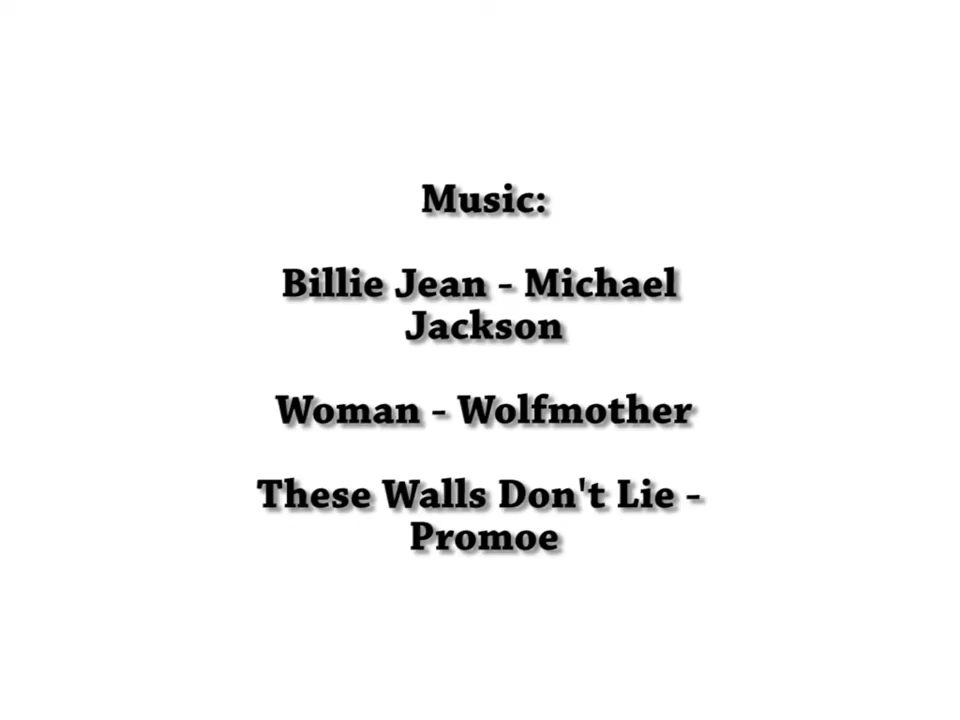 Music:
Billie Jean - Michael
Jackson
Woman - Wolfmother
These Walls Don't Lie -
Promoe